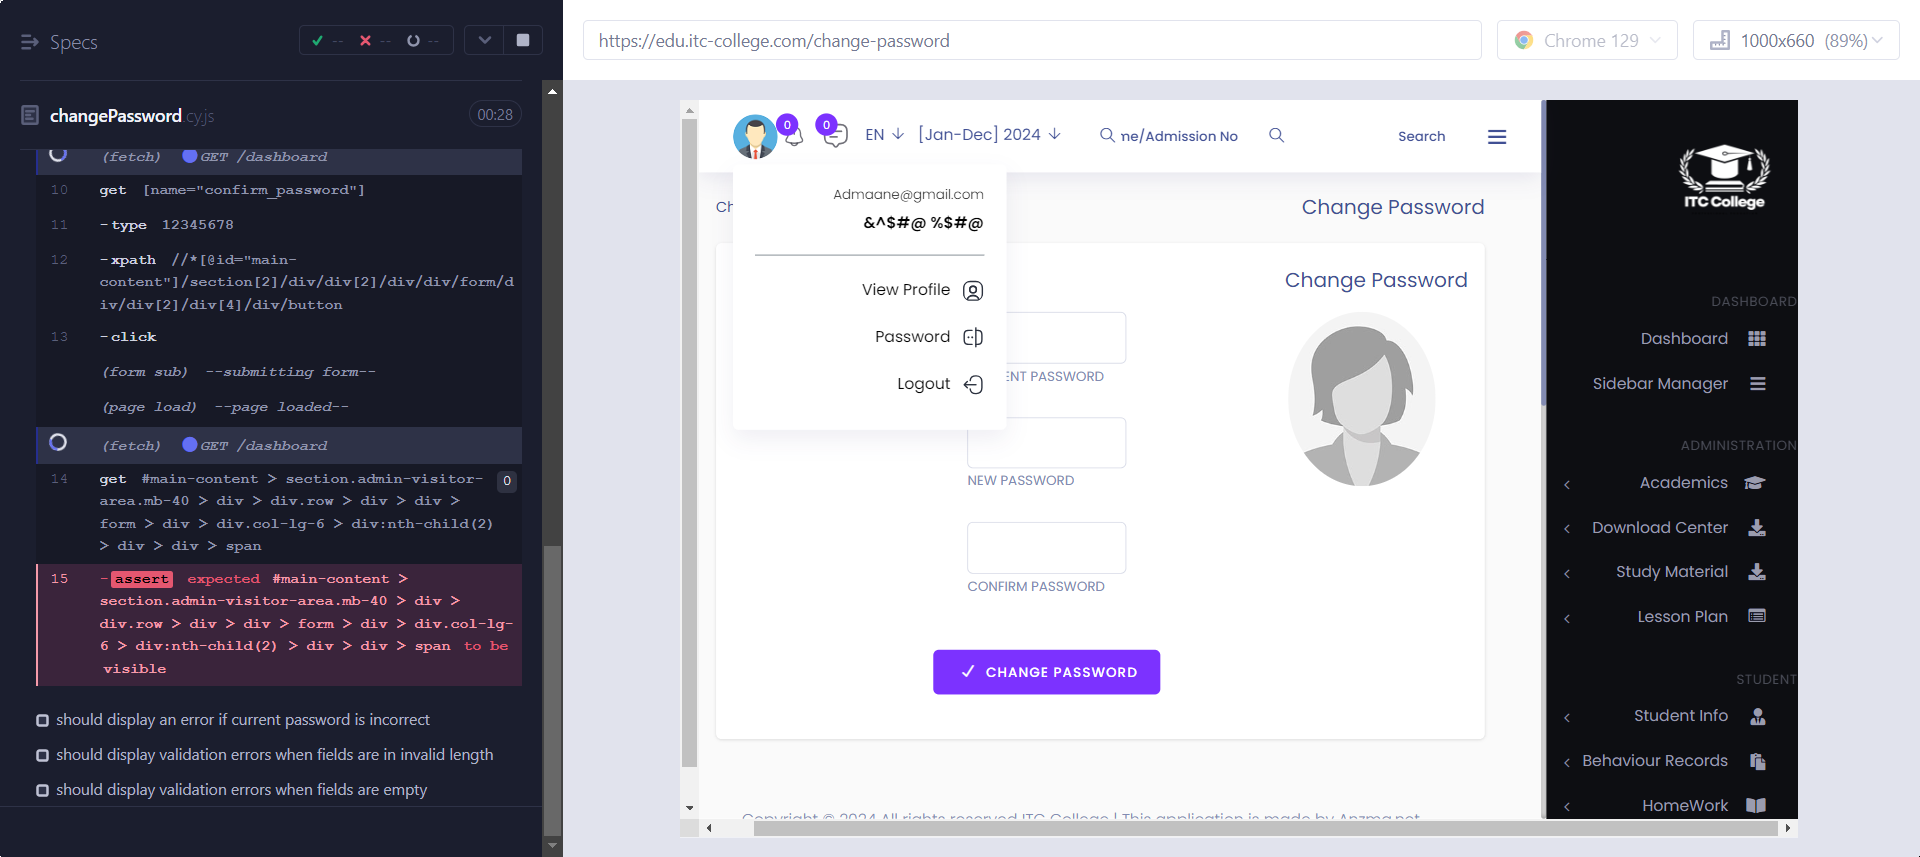 Specs
--
--
--
changePassword.cy.js
00:28
(fetch) GET /dashboard
10 get [name="confirm_password"]
11 -type 12345678
12 -xpath //*[@id="main-
content"]/section[2]/div/div[2]/div/div/form/d
iv/div[2]/div[4]/div/button
13 -click
(form sub) --submitting form--
(page load) --page loaded--
(fetch) GET /dashboard
14 get #main-content > section.admin-visitor-
area.mb-40 > div > div.row > div > div >
form > div > div.col-lg-6 > div:nth-child(2)
> div > div > span
0
15 -assert expected #main-content >
section.admin-visitor-area.mb-40 > div >
div.row > div > div > form > div > div.col-lg-
6 > div:nth-child(2) > div > div > span to be
visible
should display an error if current password is incorrect
should display validation errors when fields are in invalid length
should display validation errors when fields are empty
https://edu.itc-college.com/change-password
Chrome 129
1000x660 (89%)
0
0
EN
[Jan-Dec] 2024
ne/Admission No
Search
Admaane@gmail.com
&^$#@ %$#@
View Profile
Password
Logout
Ch
Change Password
Change Password
ENT PASSWORD
NEW PASSWORD
CONFIRM PASSWORD
CHANGE PASSWORD
Copyright © 2024 All rights reserved ITC College | This application is made by Anzma.net
ITC College
DASHBOARD
Dashboard
Sidebar Manager
ADMINISTRATION
Academics
Download Center
Study Material
Lesson Plan
STUDENT
Student Info
Behaviour Records
HomeWork